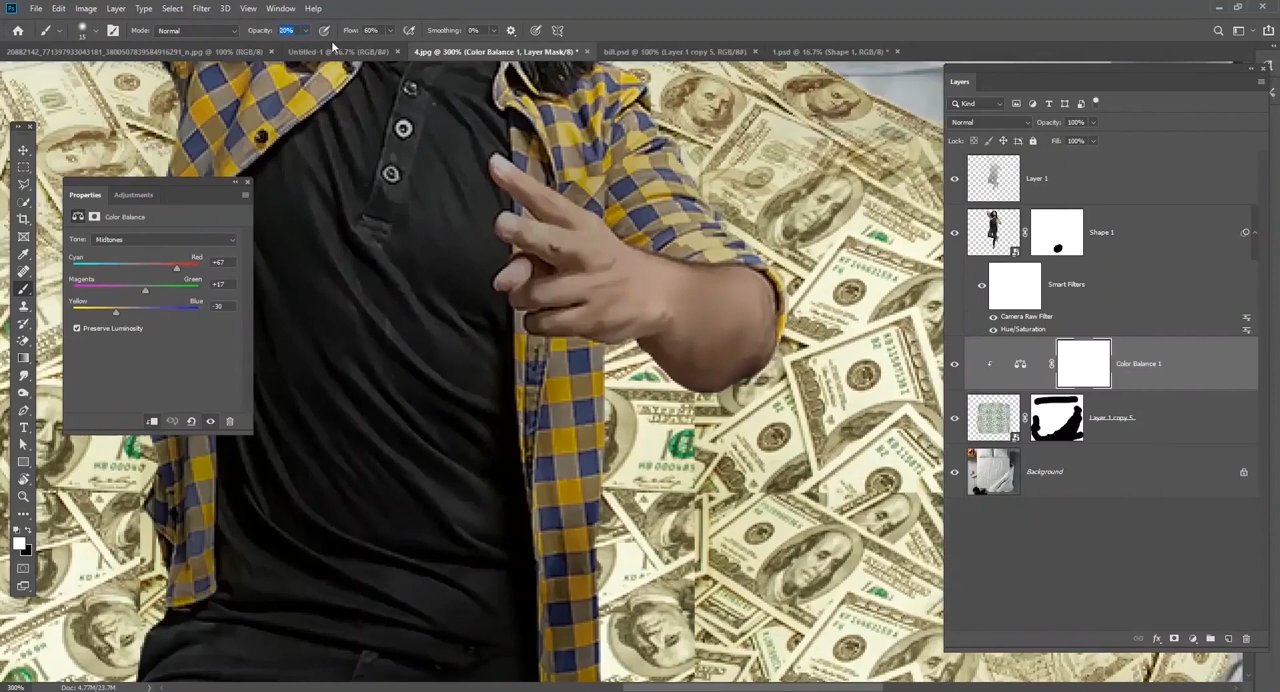 File Edit Image Layer Type Select Filter 3D View Window Help
15 Mode: Normal Opacity: 20% Flow: 60% Smoothing: 0%
20882142_771397933041981_3800507839584916291_n.jpg @ 100% (RGB/8) Untitled-1 @ 16.7% (RGB/8#) 4.jpg @ 300% (Color Balance 1, Layer Mask/8) * bill.psd @ 100% (Layer 1 copy 5, RGB/8) 1.psd @ 16.7% (Shape 1, RGB/8#) *
Layers
Kind
Normal Opacity: 100%
Lock: Fill: 100%
Layer 1
Shape 1
Smart Filters
Camera Raw Filter
Hue/Saturation
Color Balance 1
Layer 1 copy 5
Background
Properties Adjustments
Color Balance
Tone: Midtones
Cyan Red +67
Magenta Green +17
Yellow Blue -30
Preserve Luminosity
300% Doc: 4.77M/23.7M